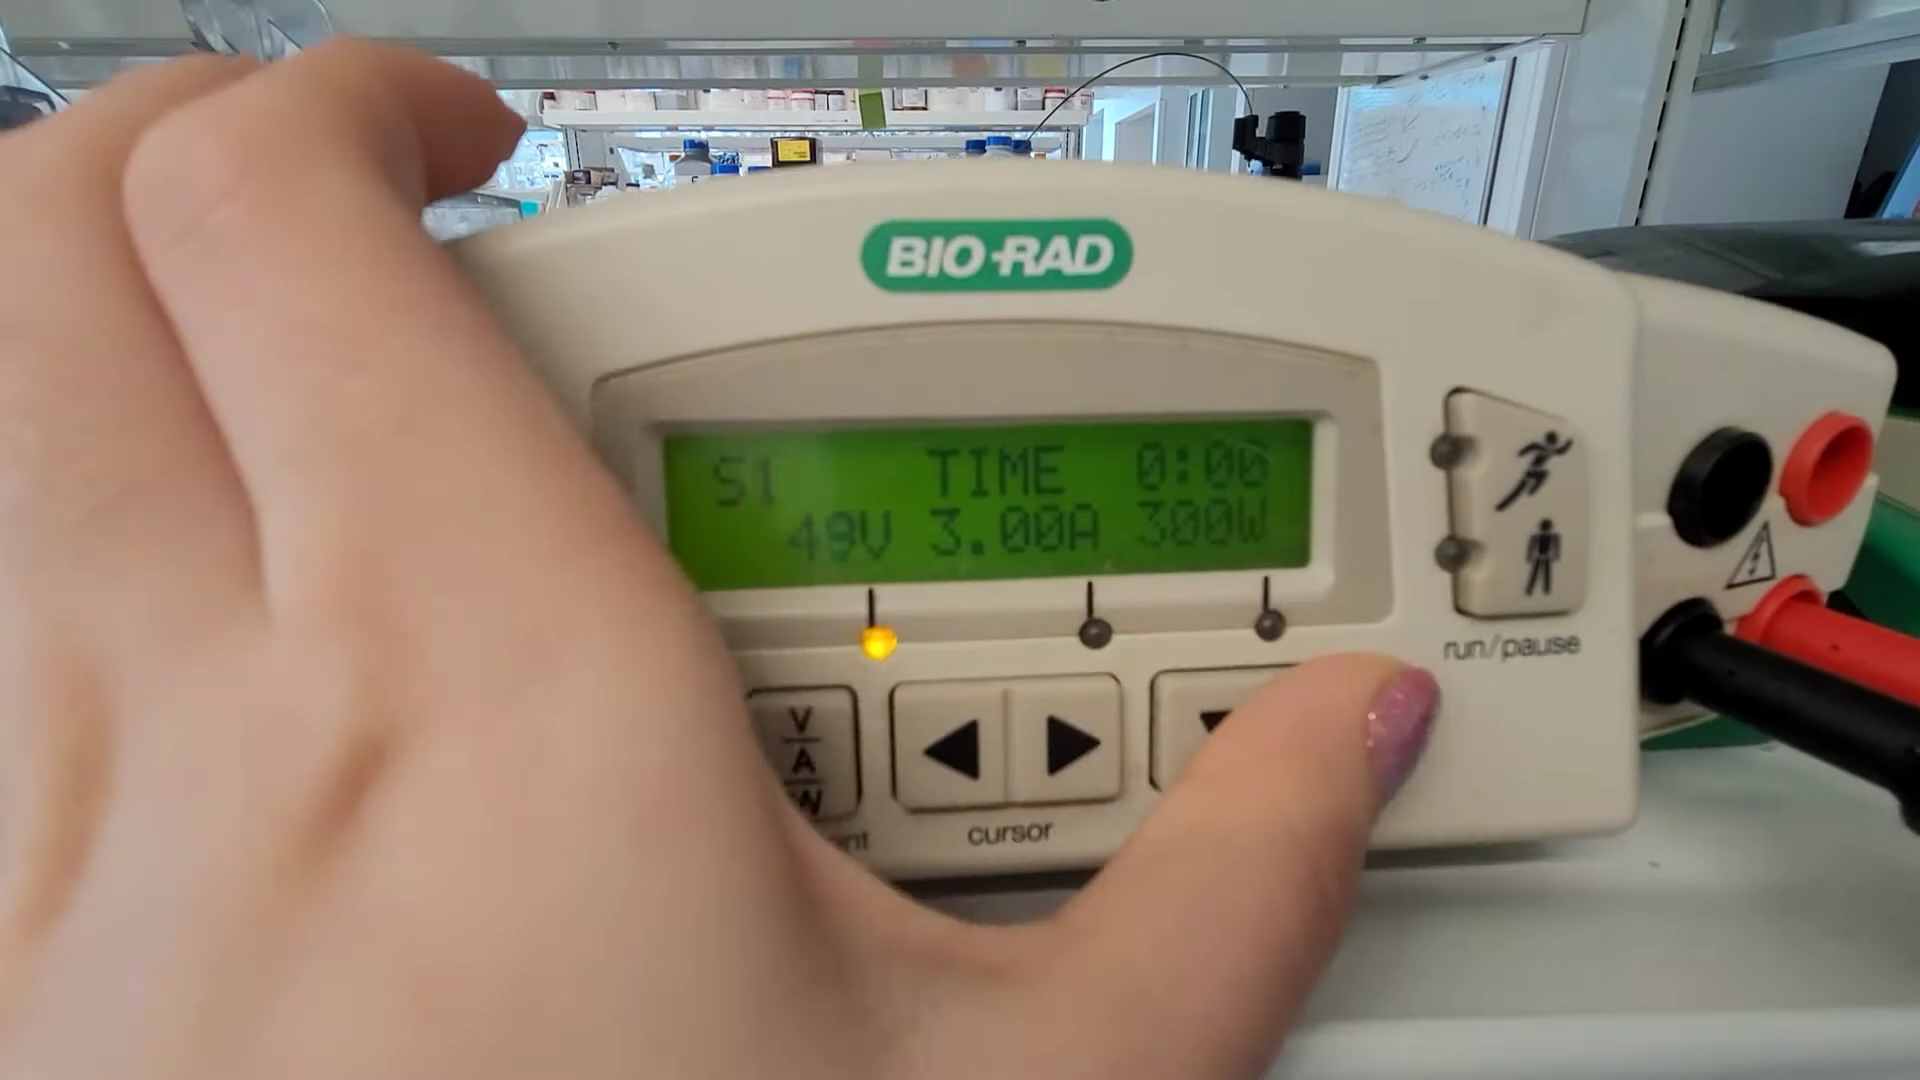 BIO-RAD
S1 TIME 0:00
49V 3.00A 300W
run/pause
V
A
W
cursor